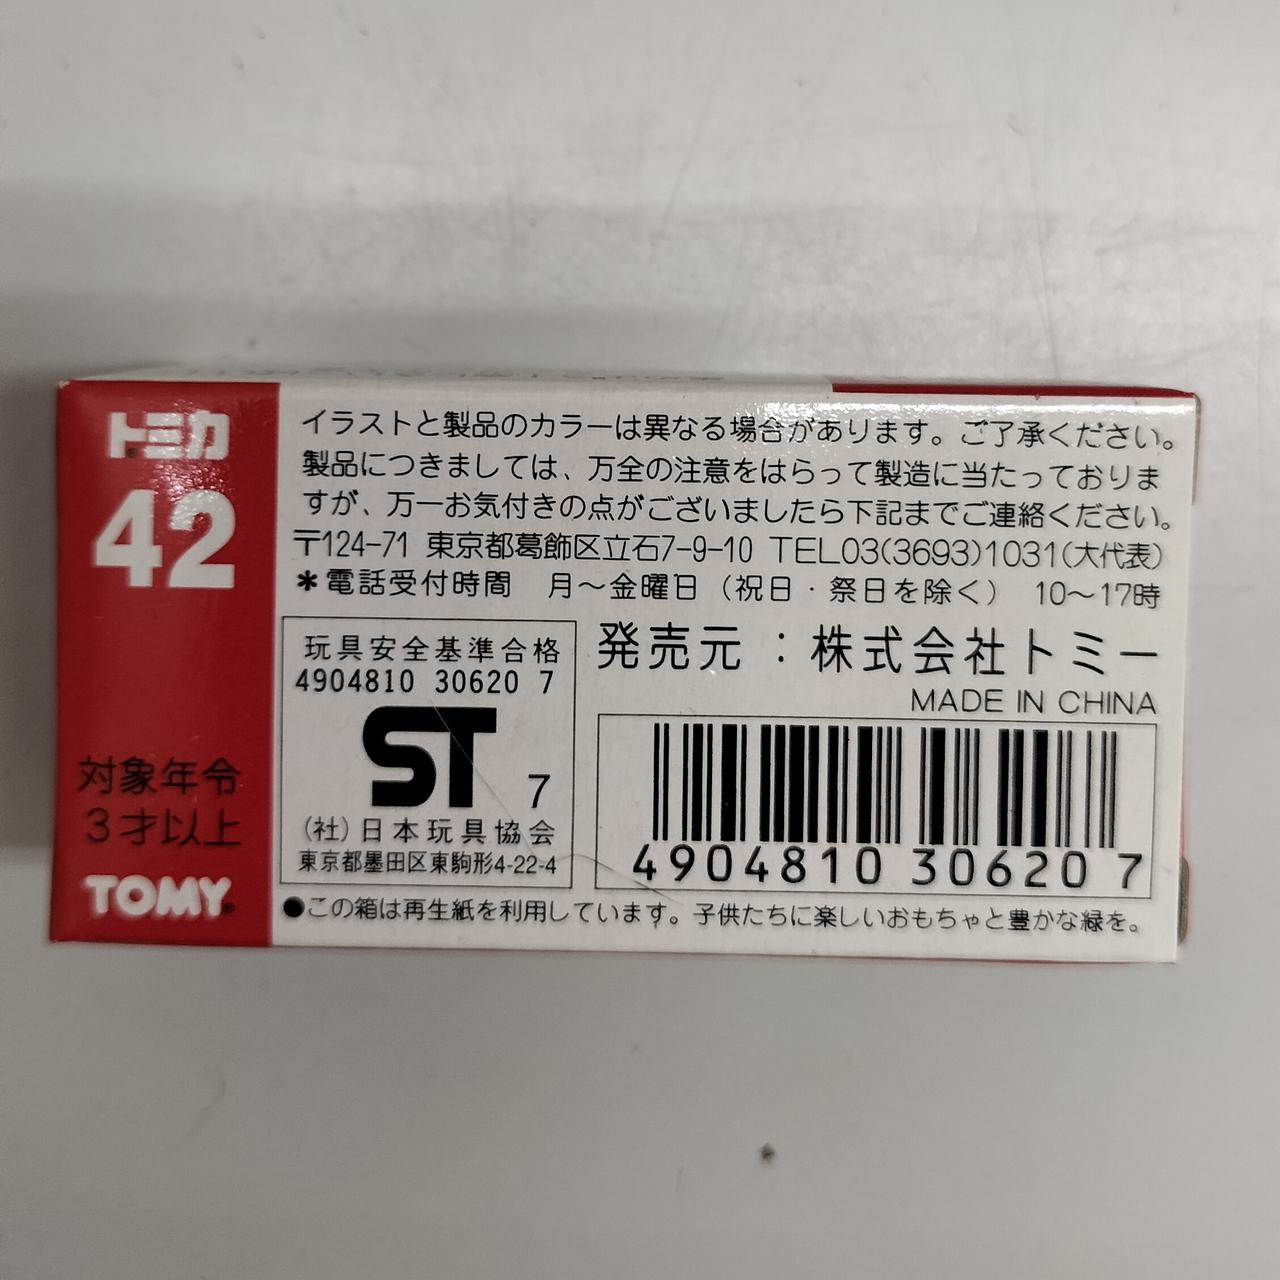 トミカ
42
対象年令
3才以上
TOMY
イラストと製品のカラーは異なる場合があります。ご了承ください。
製品につきましては、万全の注意をはらって製造に当たっておりま
すが、万一お気付きの点がございましたら下記までご連絡ください。
〒124-71 東京都葛飾区立石7-9-10 TEL03(3693)1031(大代表)
＊電話受付時間 月〜金曜日（祝日・祭日を除く） 10〜17時
玩具安全基準合格
4904810 30620 7
ST 7
(社)日本玩具協会
東京都墨田区東駒形4-22-4
発売元：株式会社トミー
MADE IN CHINA
4904810 30620 7
●この箱は再生紙を利用しています。子供たちに楽しいおもちゃと豊かな緑を。